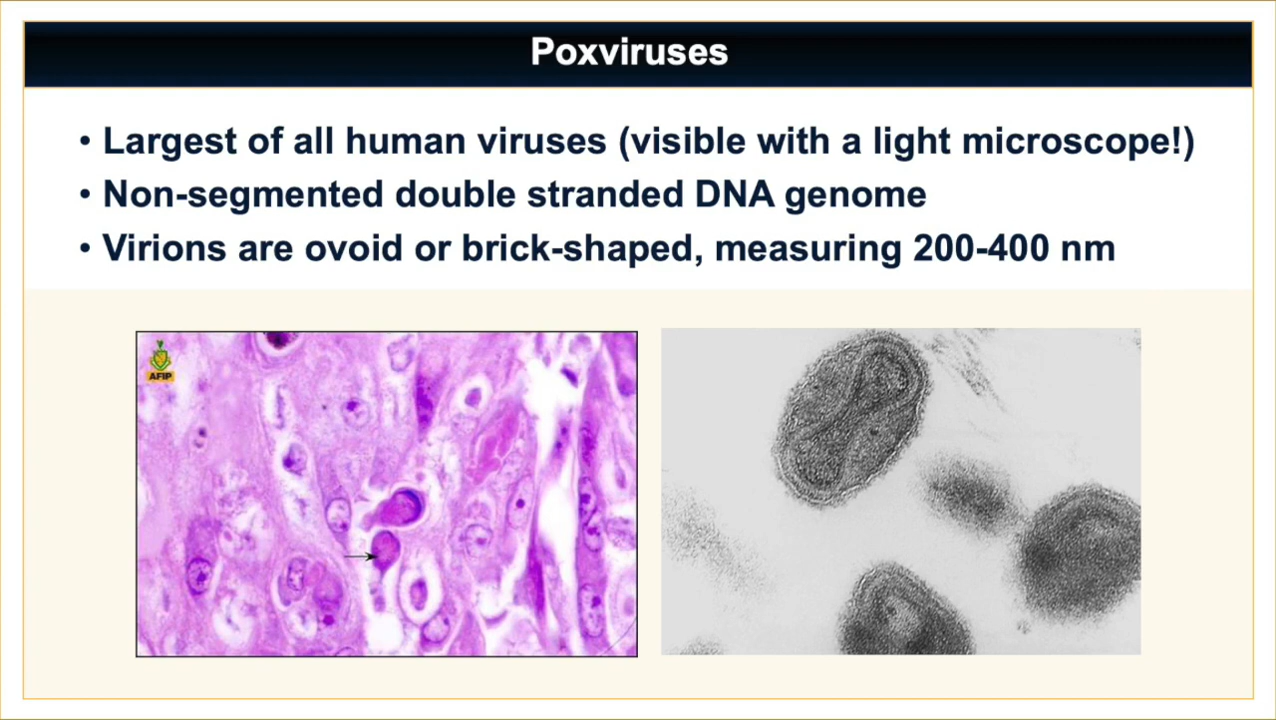 Poxviruses
• Largest of all human viruses (visible with a light microscope!)
• Non-segmented double stranded DNA genome
• Virions are ovoid or brick-shaped, measuring 200-400 nm
AFIP